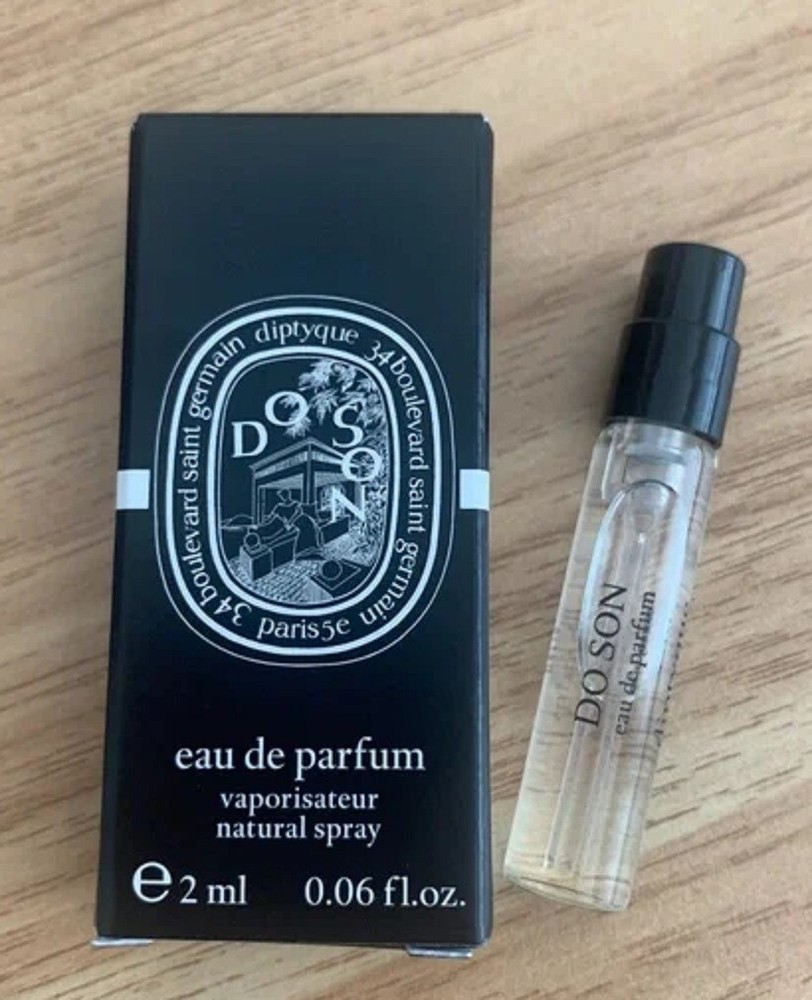 diptyque 34 boulevard saint germain paris5e 34 boulevard saint germain
DO SON
eau de parfum
vaporisateur
natural spray
e 2 ml 0.06 fl.oz.
DO SON
eau de parfum